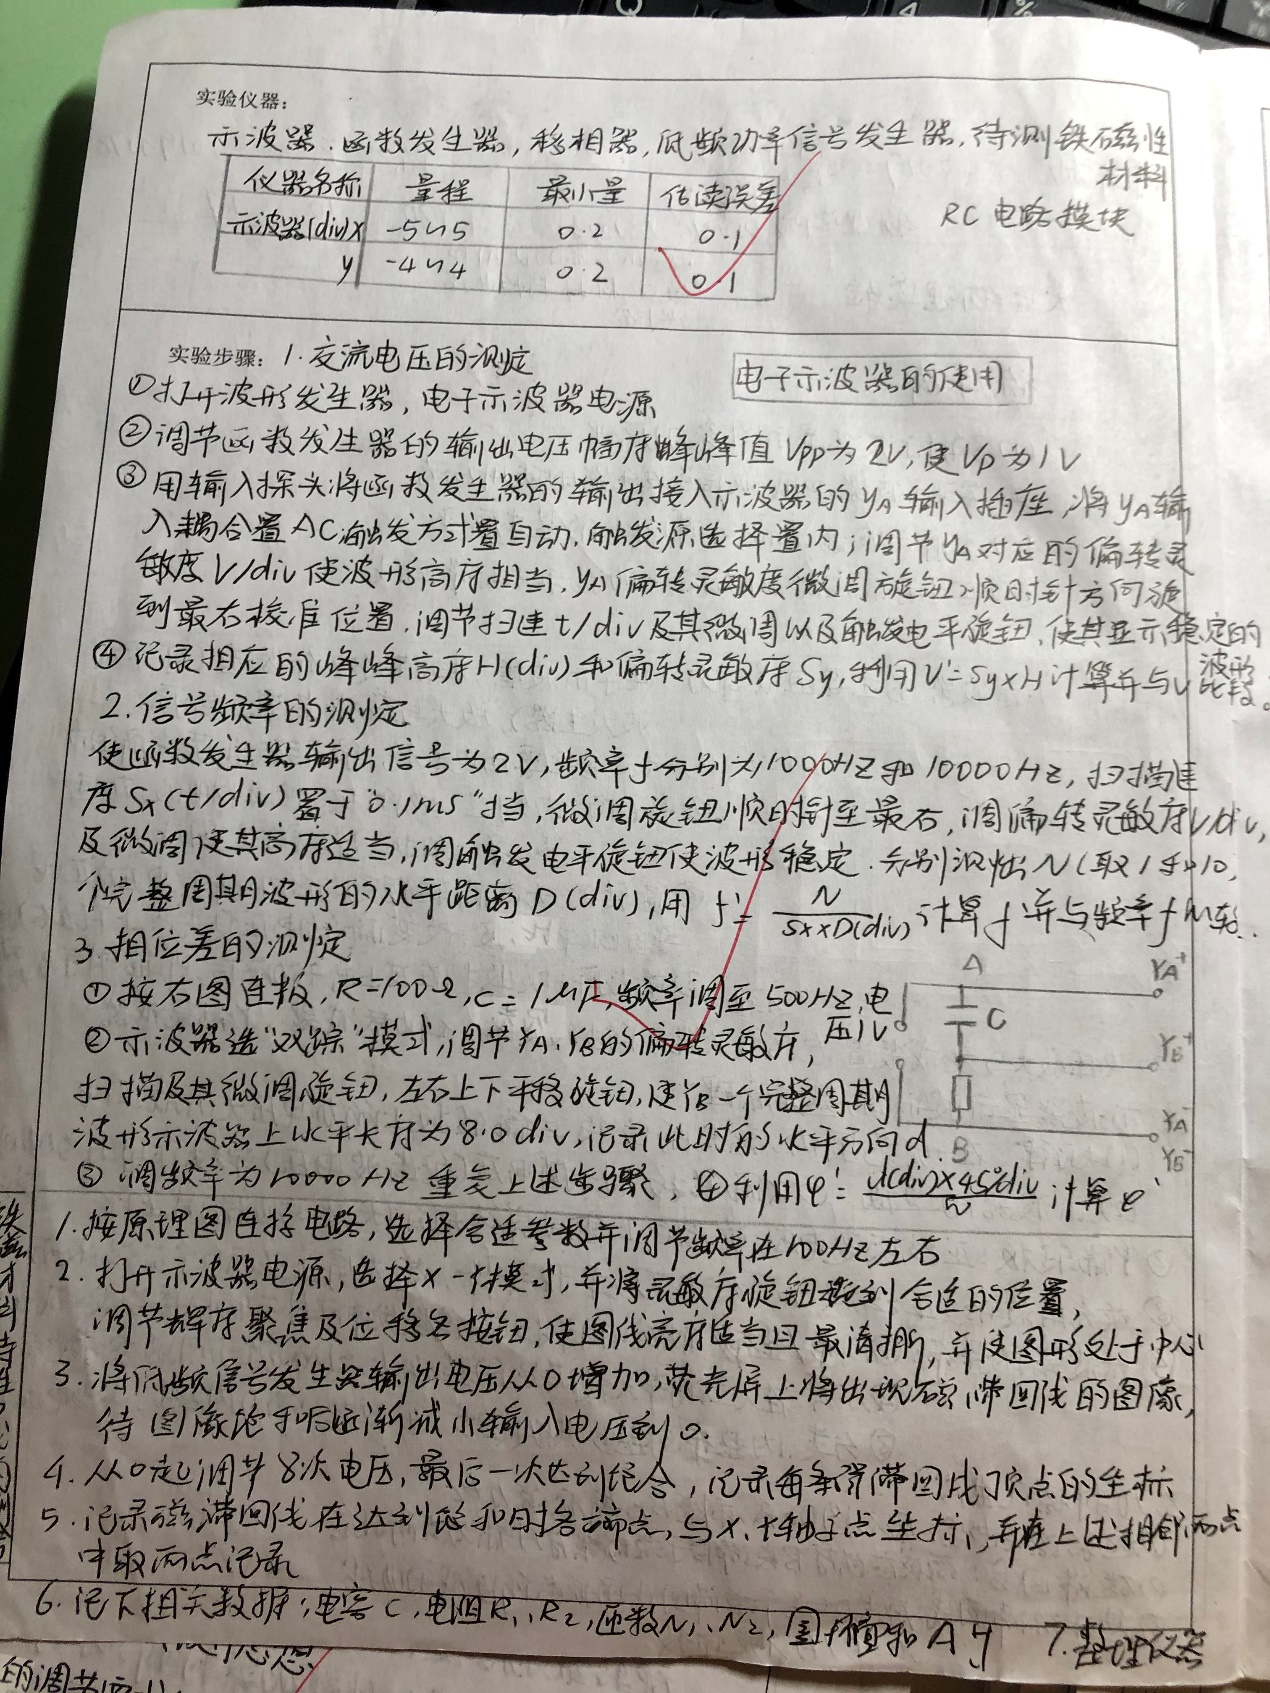 实验仪器:
示波器、函数发生器,移相器,低频功率信号发生器,待测铁磁性
材料
RC电路模块
仪器名称 量程 最小量 估读误差
示波器(div)x -5~5 0.2 0.1
y -4~4 0.2 0.1
实验步骤: 1.交流电压的测定
电子示波器的使用
①打开波形发生器,电子示波器电源
②调节函数发生器的输出电压幅度峰峰值Vpp为2V,使Vp为1V
③用输入探头将函数发生器的输出接入示波器的YA输入插座,将YA输
入耦合置AC,触发方式置自动,触发源选择置内;调节YA对应的偏转灵
敏度V/div使波形高度相当,YA偏转灵敏度微调旋钮顺时针方向旋
到最右校准位置,调节扫速t/div及其微调以及触发电平旋钮,使其显示稳定的
波形
④记录相应的峰峰高度H(div)和偏转灵敏度Sy,利用V'=Sy×H计算并与V比较。
2.信号频率的测定
使函数发生器输出信号为2V,频率f分别为1000HZ和10000HZ,扫描速
度Sx(t/div)置于"0.1ms"挡,微调旋钮顺时针至最右,调偏转灵敏度V/div,
及微调使其高度适当,调触发电平旋钮使波形稳定.分别测出N(取1和10)
个完整周期波形的水平距离D(div),用f'=N/Sx×D(div)计算f'并与频率f比较.
3.相位差的测定
①按右图连接,R=100Ω,C=1μF,频率调至500HZ,电
压1V
②示波器选"双踪"模式,调节YA、YB的偏转灵敏度,
扫描及其微调旋钮,左右上下平移旋钮,使YB一个完整周期
波形示波器上水平长度为8.0div,记录此时的水平方向d.
A YA+
C
YB+
YA-
B YB-
③调频率为10000HZ重复上述步骤,④利用φ'=d(div)×45°/div/n计算φ'
1.按原理图连接电路,选择合适参数并调节频率在100HZ左右
2.打开示波器电源,选择X-Y模式,并将灵敏度旋钮拨到合适的位置,
调节辉度聚焦及位移各按钮,使图线亮度适当且最清晰,并使图形处于中心
3.将低频信号发生器输出电压从0增加,荧光屏上将出现磁滞回线的图像,
待图像饱和后逐渐减小输入电压到0.
4.从0起调节8次电压,最后一次达到饱合,记录每条磁滞回线顶点的坐标
5.记录磁滞回线在达到饱和时各端点,与X、Y轴交点坐标,并在上述相邻两点
中取两点记录
6.记下相关数据:电容C,电阻R1、R2,匝数N1、N2,
7.整理仪器